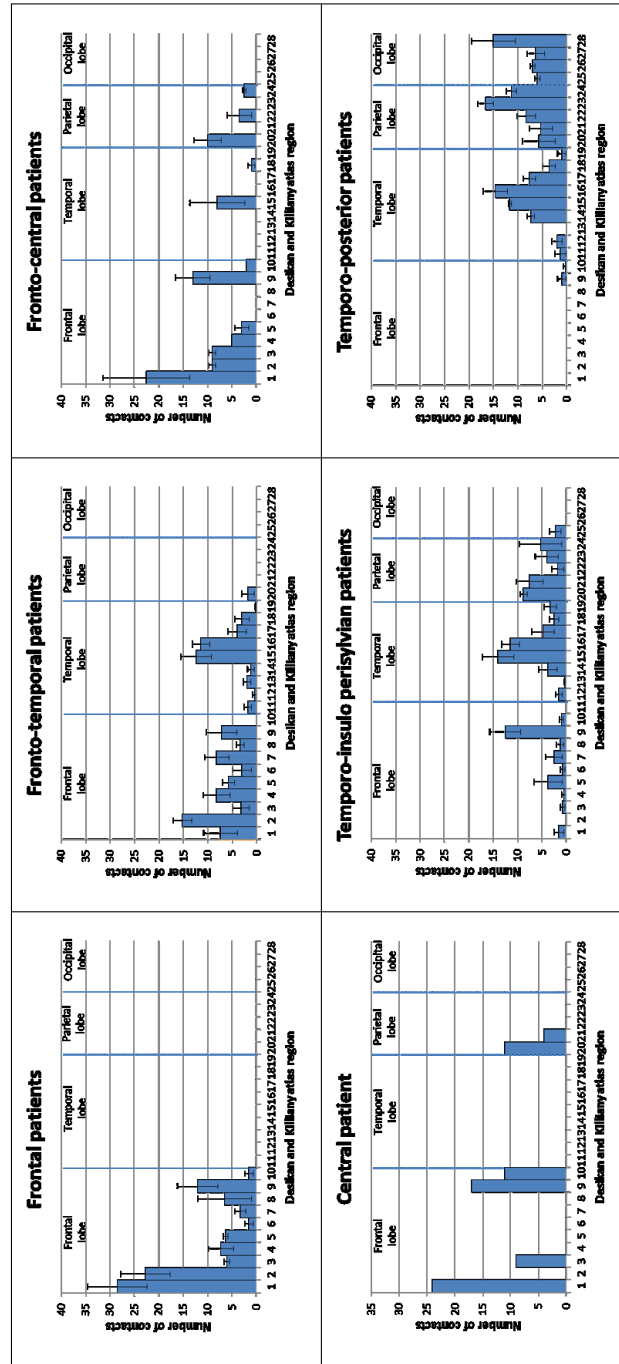 Frontal patients
Frontal Temporal Parietal Occipital
lobe lobe lobe lobe
Number of contacts
40
35
30
25
20
15
10
5
0
1 2 3 4 5 6 7 8 9 10111213141516171819202122232425262728
Desikan and Killiany atlas region
Fronto-temporal patients
Frontal Temporal Parietal Occipital
lobe lobe lobe lobe
Number of contacts
40
35
30
25
20
15
10
5
0
1 2 3 4 5 6 7 8 9 10111213141516171819202122232425262728
Desikan and Killiany atlas region
Fronto-central patients
Frontal Temporal Parietal Occipital
lobe lobe lobe lobe
Number of contacts
40
35
30
25
20
15
10
5
0
1 2 3 4 5 6 7 8 9 10111213141516171819202122232425262728
Desikan and Killiany atlas region
Central patient
Frontal Temporal Parietal Occipital
lobe lobe lobe lobe
Number of contacts
35
30
25
20
15
10
5
0
1 2 3 4 5 6 7 8 9 10111213141516171819202122232425262728
Desikan and Killiany atlas region
Temporo-insulo perisylvian patients
Frontal Temporal Parietal Occipital
lobe lobe lobe lobe
Number of contacts
40
35
30
25
20
15
10
5
0
1 2 3 4 5 6 7 8 9 10111213141516171819202122232425262728
Desikan and Killiany atlas region
Temporo-posterior patients
Frontal Temporal Parietal Occipital
lobe lobe lobe lobe
Number of contacts
40
35
30
25
20
15
10
5
0
1 2 3 4 5 6 7 8 9 10111213141516171819202122232425262728
Desikan and Killiany atlas region